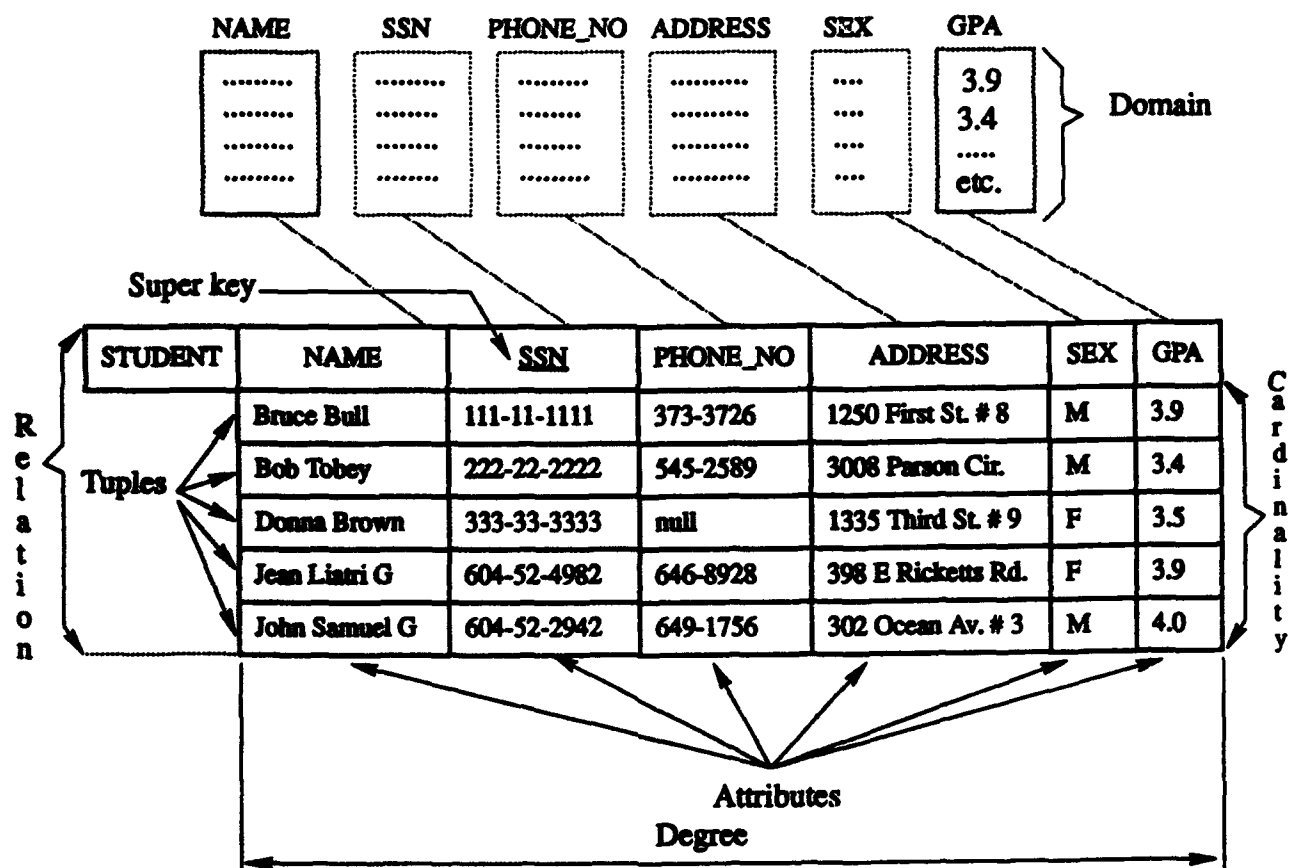 NAME SSN PHONE_NO ADDRESS SEX GPA
......... ......... ........ .......... .... 3.9
......... ........ ........ .......... .... 3.4
......... ........ ........ .......... .... .....
......... ........ ......... .......... .... etc.
Domain
Super key
STUDENT NAME SSN PHONE_NO ADDRESS SEX GPA
Bruce Bull 111-11-1111 373-3726 1250 First St. # 8 M 3.9
Bob Tobey 222-22-2222 545-2589 3008 Parson Cir. M 3.4
Donna Brown 333-33-3333 null 1335 Third St. # 9 F 3.5
Jean Liatri G 604-52-4982 646-8928 398 E Ricketts Rd. F 3.9
John Samuel G 604-52-2942 649-1756 302 Ocean Av. # 3 M 4.0
Relation
Tuples
Cardinality
Attributes
Degree